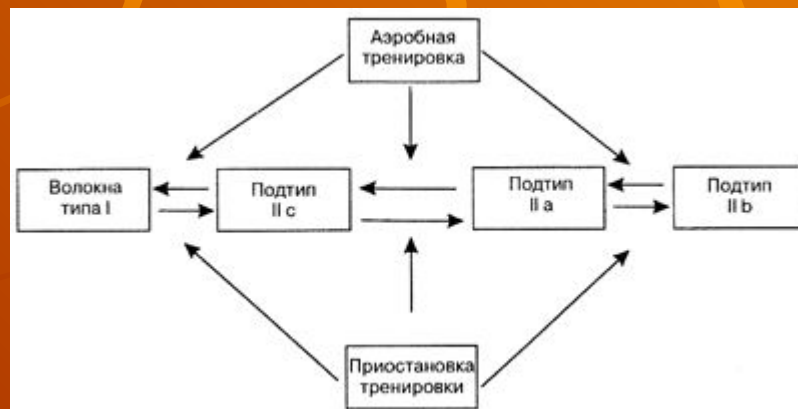 Аэробная
тренировка
Волокна
типа I
Подтип
II c
Подтип
II a
Подтип
II b
Приостановка
тренировки